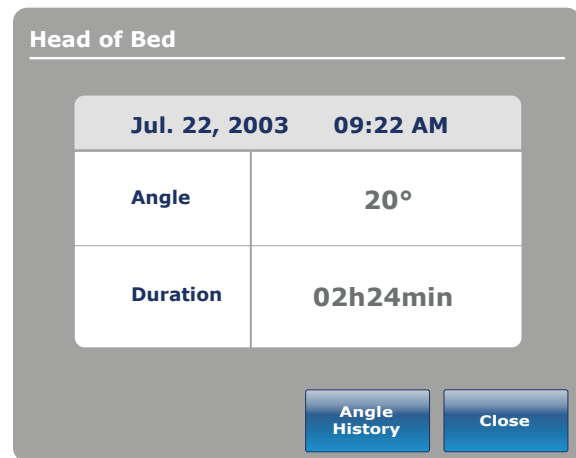 Head of Bed
Jul. 22, 2003 09:22 AM
Angle 20°
Duration 02h24min
Angle
History
Close